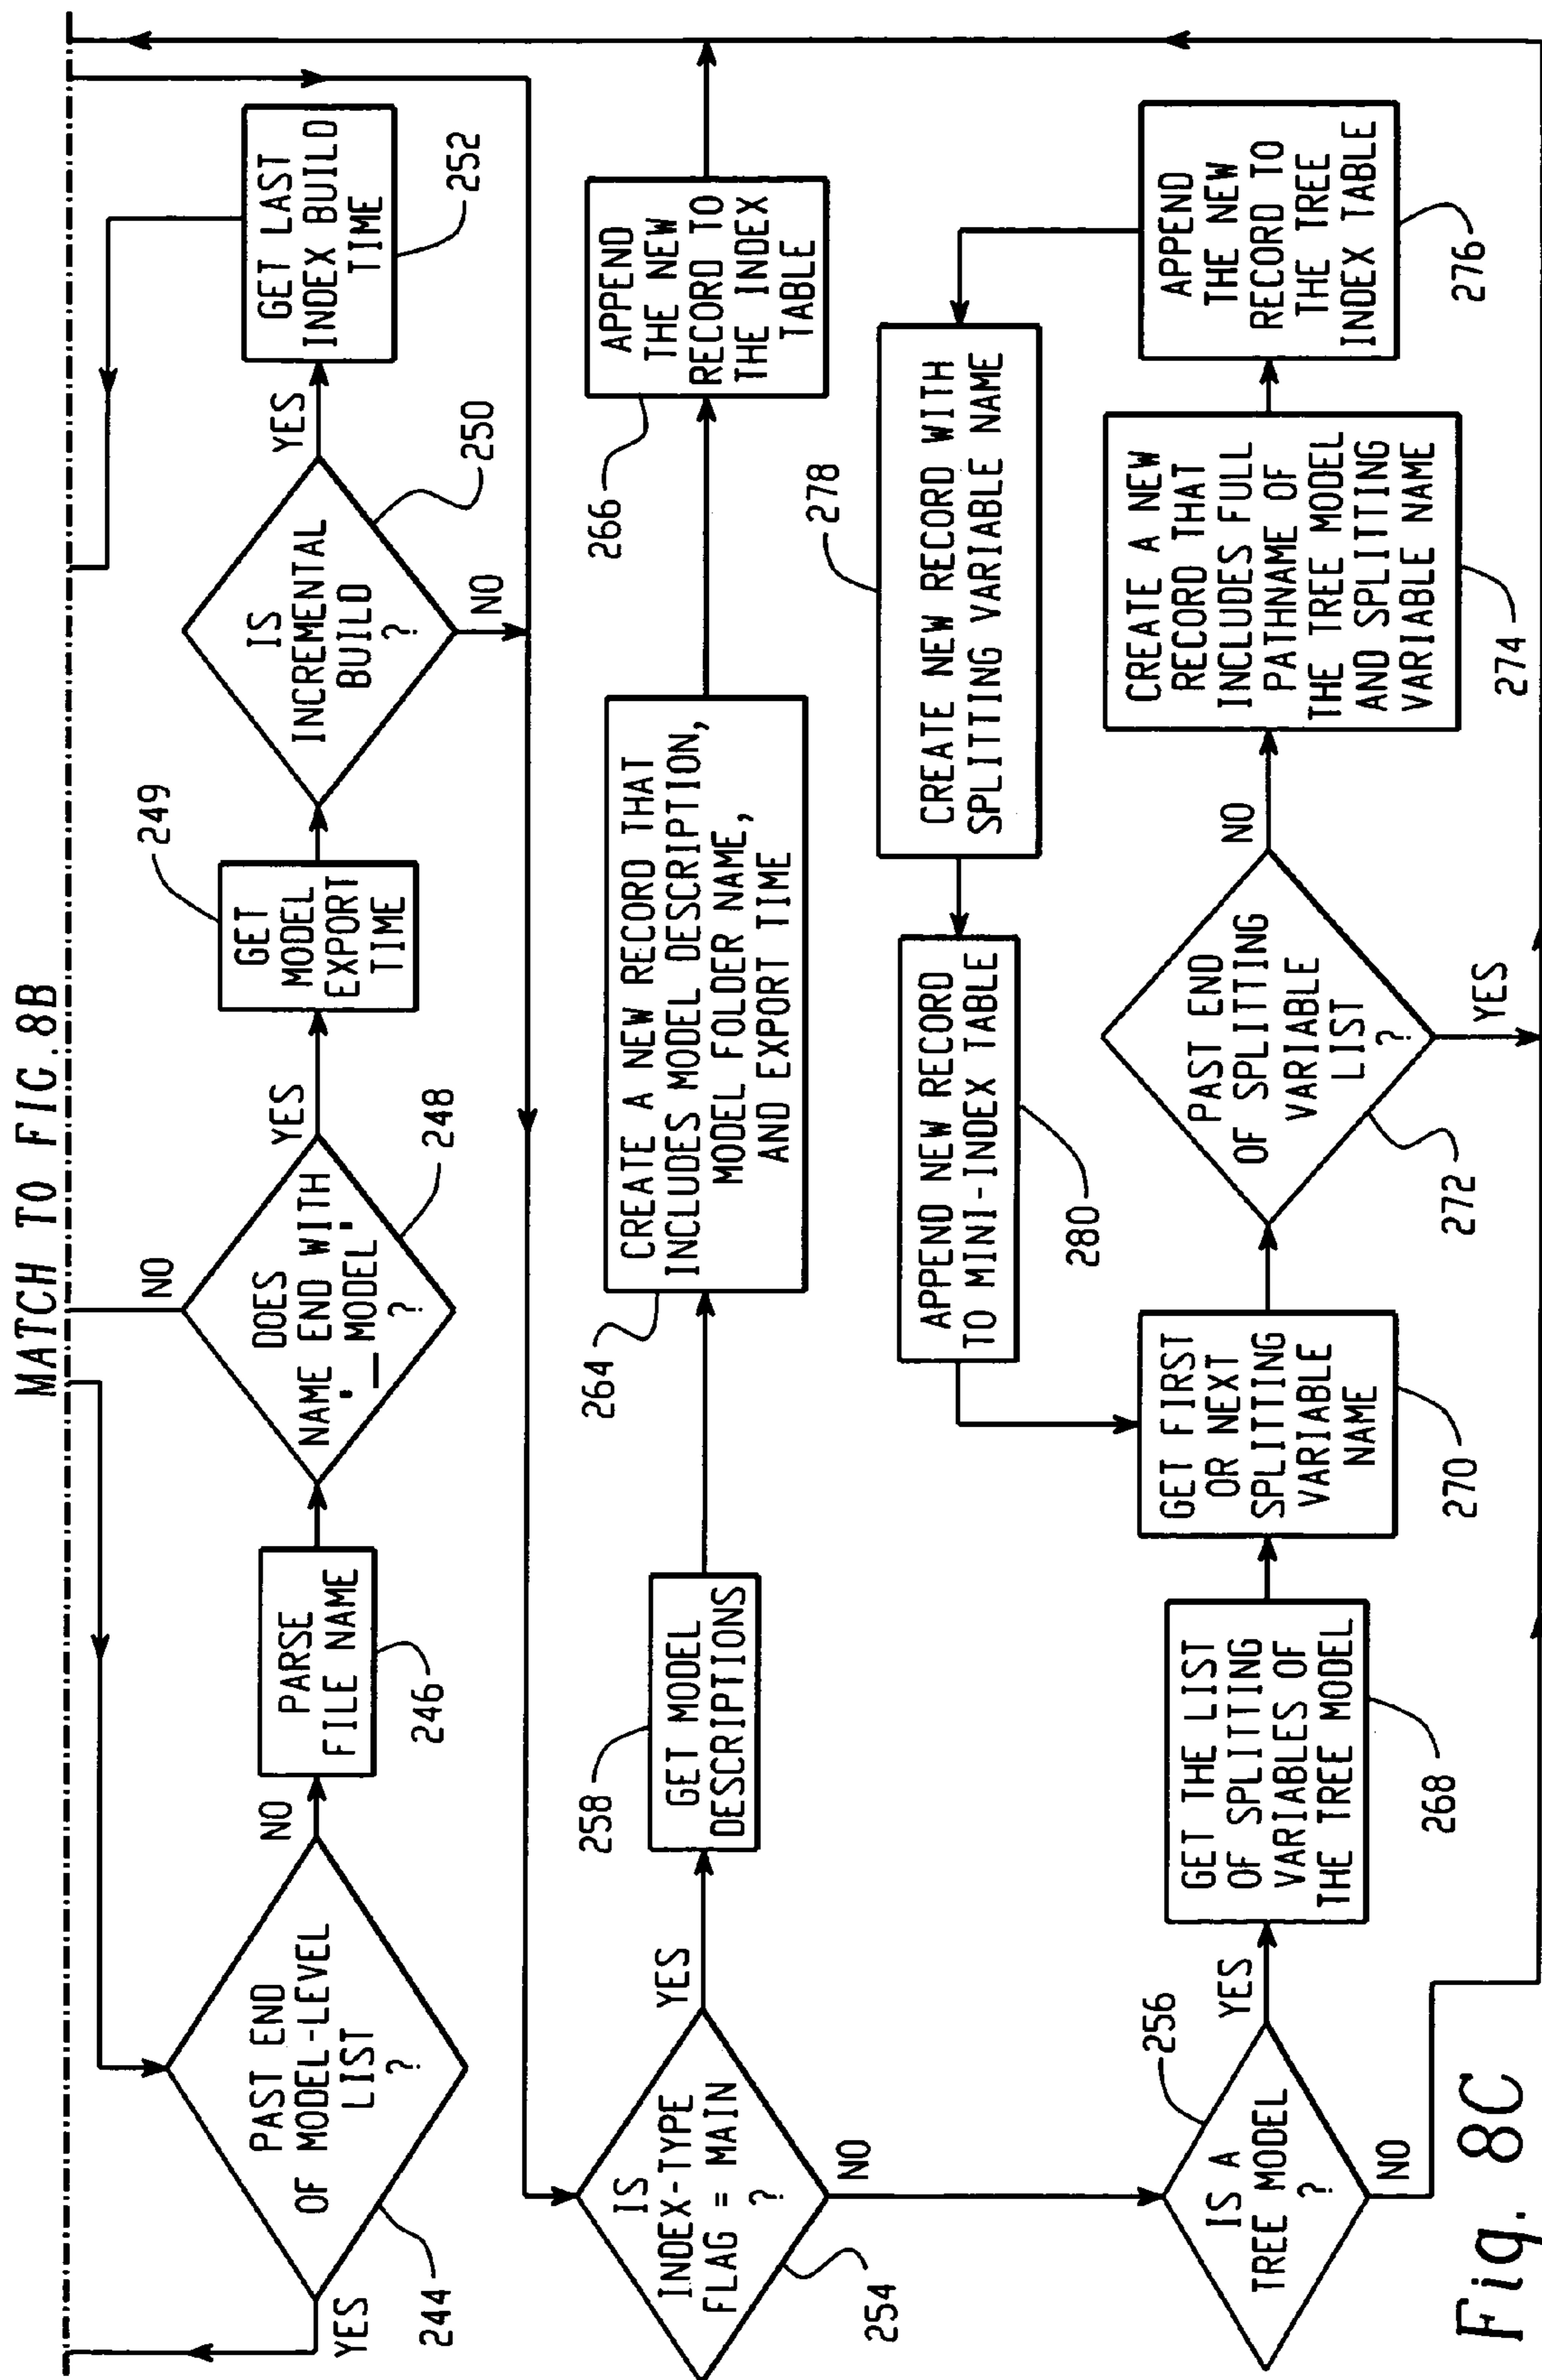 MATCH TO FIG. 8B
YES
PAST END
OF MODEL-LEVEL
LIST
?
244
NO
PARSE
FILE NAME
246
DOES
NAME END WITH
'_MODEL'
?
NO
248
YES
GET
MODEL
EXPORT
TIME
249
IS
INCREMENTAL
BUILD
?
250
YES
NO
GET LAST
INDEX BUILD
TIME
252
IS
INDEX-TYPE
FLAG = MAIN
?
254
YES
NO
258
GET MODEL
DESCRIPTIONS
264
CREATE A NEW RECORD THAT
INCLUDES MODEL DESCRIPTION,
MODEL FOLDER NAME,
AND EXPORT TIME
266
APPEND
THE NEW
RECORD TO
THE INDEX
TABLE
278
CREATE NEW RECORD WITH
SPLITTING VARIABLE NAME
APPEND NEW RECORD
TO MINI-INDEX TABLE
280
IS A
TREE MODEL
?
256
YES
NO
GET THE LIST
OF SPLITTING
VARIABLES OF
THE TREE MODEL
268
GET FIRST
OR NEXT
SPLITTING
VARIABLE
NAME
270
PAST END
OF SPLITTING
VARIABLE
LIST
?
272
NO
YES
CREATE A NEW
RECORD THAT
INCLUDES FULL
PATHNAME OF
THE TREE MODEL
AND SPLITTING
VARIABLE NAME
274
APPEND
THE NEW
RECORD TO
THE TREE
INDEX TABLE
276
Fig. 8C